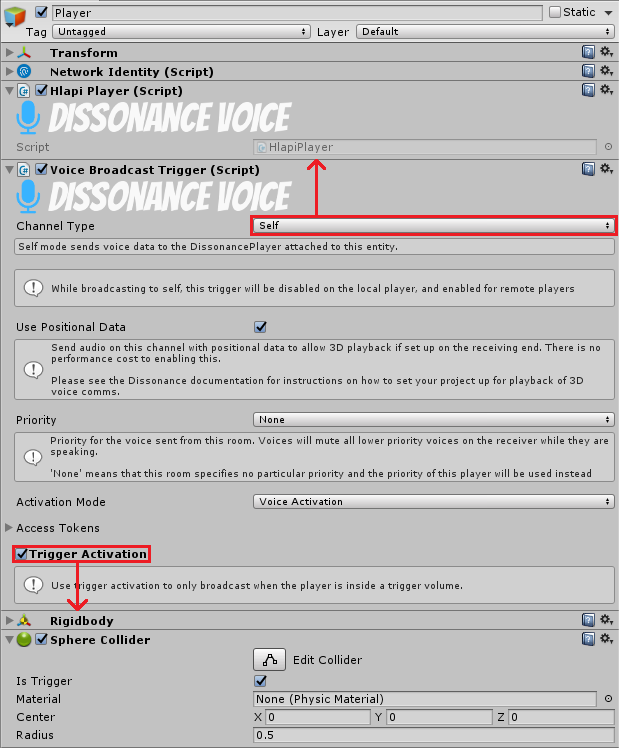 Player
Static
Tag Untagged Layer Default
Transform
Network Identity (Script)
Hlapi Player (Script)
DISSONANCE VOICE
Script HlapiPlayer
Voice Broadcast Trigger (Script)
DISSONANCE VOICE
Channel Type Self
Self mode sends voice data to the DissonancePlayer attached to this entity.
While broadcasting to self, this trigger will be disabled on the local player, and enabled for remote players
Use Positional Data
Send audio on this channel with positional data to allow 3D playback if set up on the receiving end. There is no
performance cost to enabling this.
Please see the Dissonance documentation for instructions on how to set your project up for playback of 3D
voice comms.
Priority None
Priority for the voice sent from this room. Voices will mute all lower priority voices on the receiver while they are
speaking.
'None' means that this room specifies no particular priority and the priority of this player will be used instead
Activation Mode Voice Activation
Access Tokens
Trigger Activation
Use trigger activation to only broadcast when the player is inside a trigger volume.
Rigidbody
Sphere Collider
Edit Collider
Is Trigger
Material None (Physic Material)
Center X 0 Y 0 Z 0
Radius 0.5